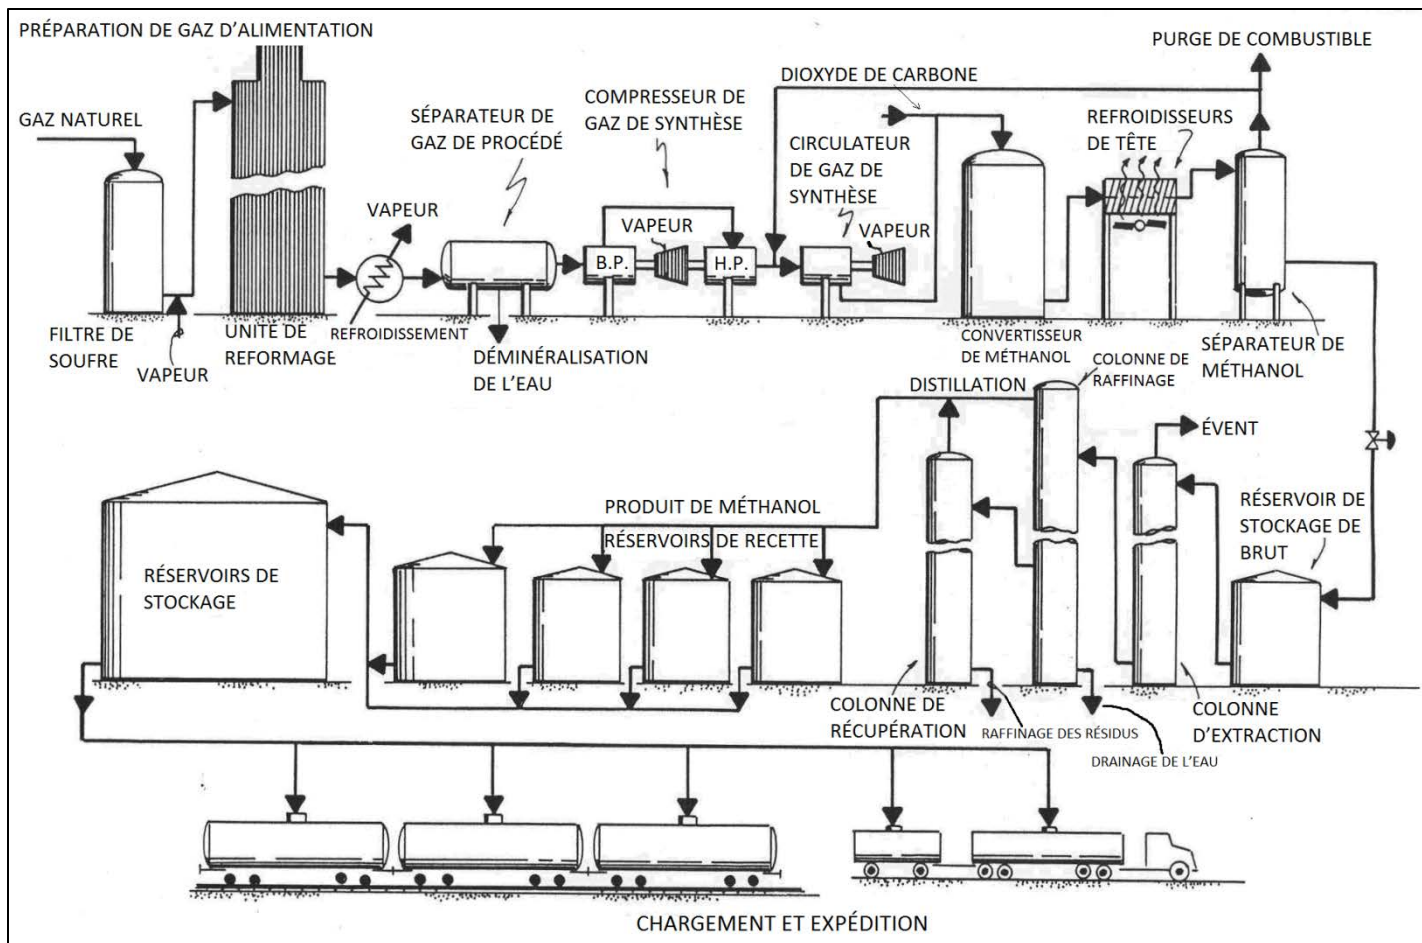 PRÉPARATION DE GAZ D'ALIMENTATION
PURGE DE COMBUSTIBLE
DIOXYDE DE CARBONE
GAZ NATUREL
SÉPARATEUR DE
GAZ DE PROCÉDÉ
COMPRESSEUR DE
GAZ DE SYNTHÈSE
CIRCULATEUR
DE GAZ DE
SYNTHÈSE
REFROIDISSEURS
DE TÊTE
VAPEUR
VAPEUR
VAPEUR
B.P.
H.P.
FILTRE DE
SOUFRE
VAPEUR
UNITÉ DE
REFORMAGE
REFROIDISSEMENT
DÉMINÉRALISATION
DE L'EAU
CONVERTISSEUR
DE MÉTHANOL
SÉPARATEUR DE
MÉTHANOL
COLONNE DE
RAFFINAGE
DISTILLATION
ÉVENT
RÉSERVOIR DE
STOCKAGE DE
BRUT
PRODUIT DE MÉTHANOL
RÉSERVOIRS DE RECETTE
RÉSERVOIRS DE
STOCKAGE
COLONNE DE
RÉCUPÉRATION
RAFFINAGE DES RÉSIDUS
DRAINAGE DE L'EAU
COLONNE
D'EXTRACTION
CHARGEMENT ET EXPÉDITION